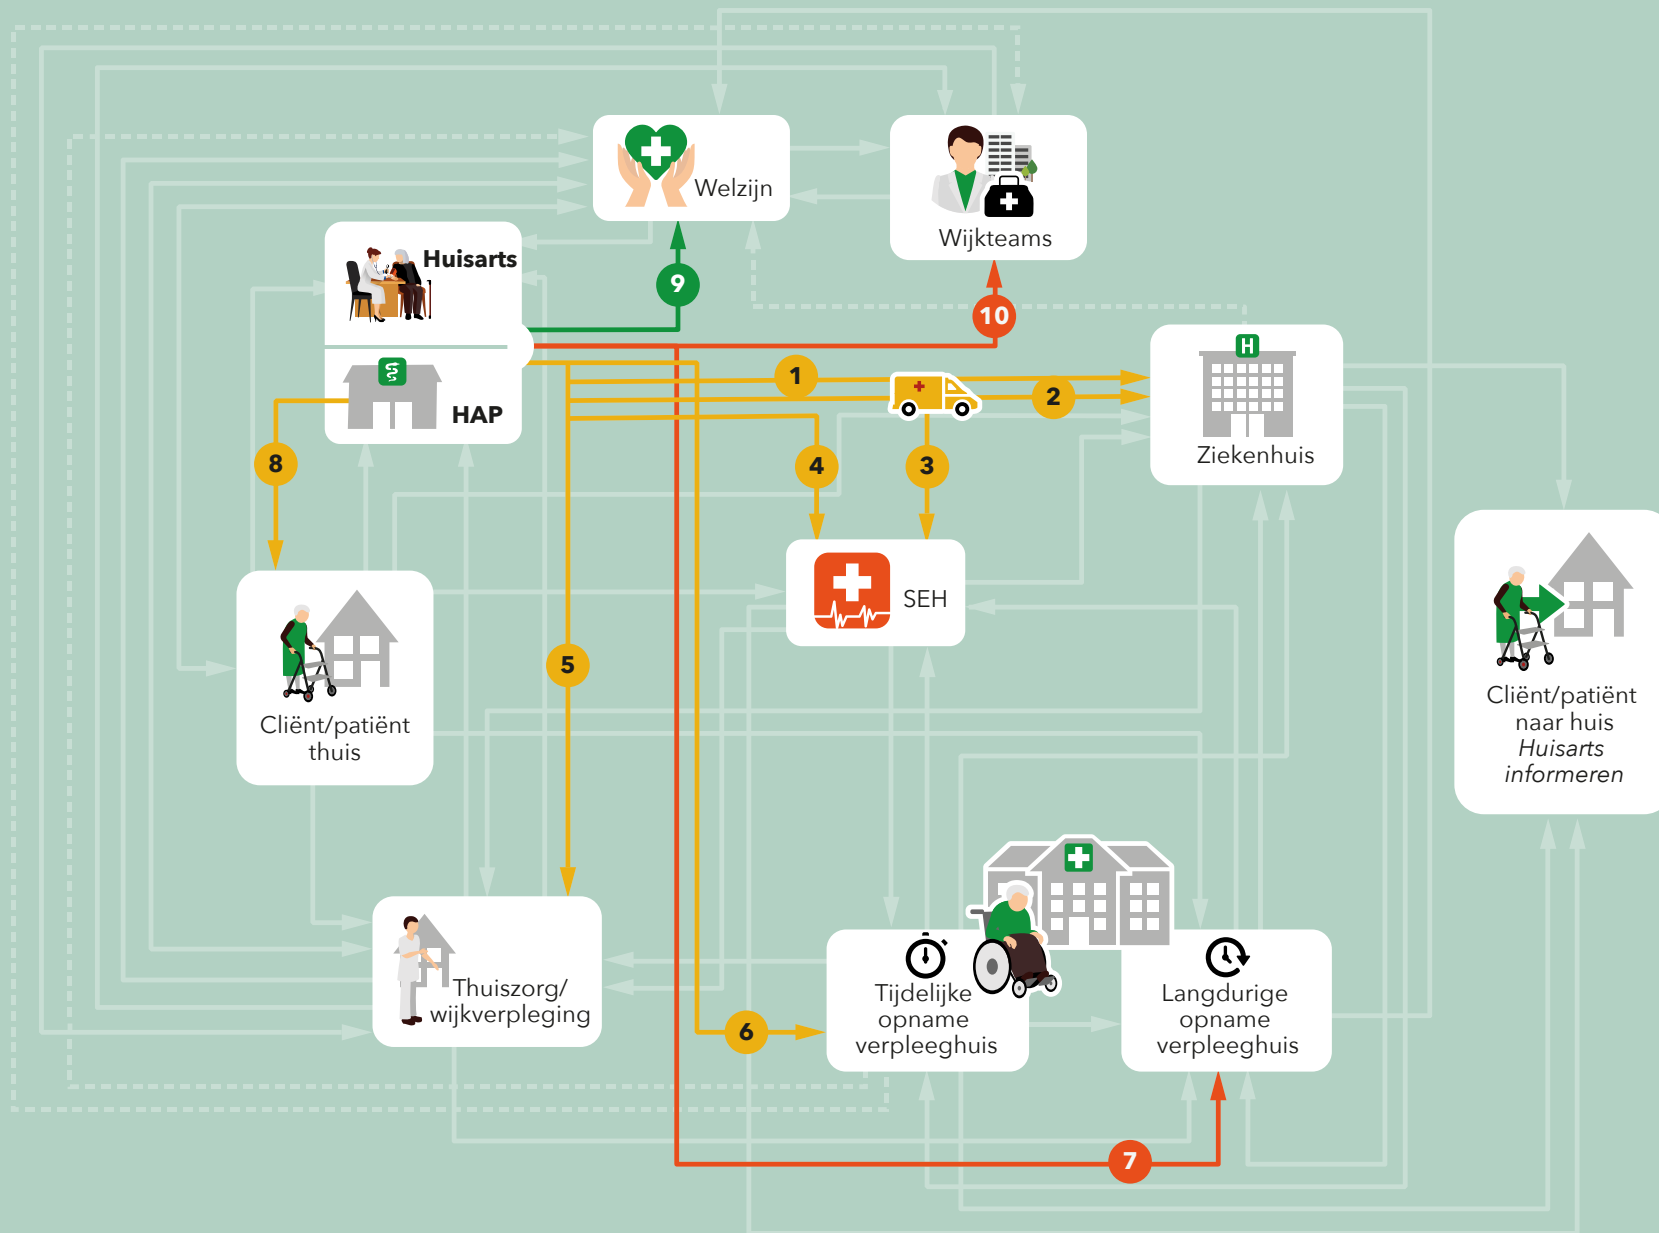 Welzijn
Wijkteams
Huisarts
9
10
HAP
1
2
H
Ziekenhuis
8
4
3
SEH
5
Cliënt/patiënt
thuis
Cliënt/patiënt
naar huis
Huisarts
informeren
Thuiszorg/
wijkverpleging
6
Tijdelijke
opname
verpleeghuis
Langdurige
opname
verpleeghuis
7